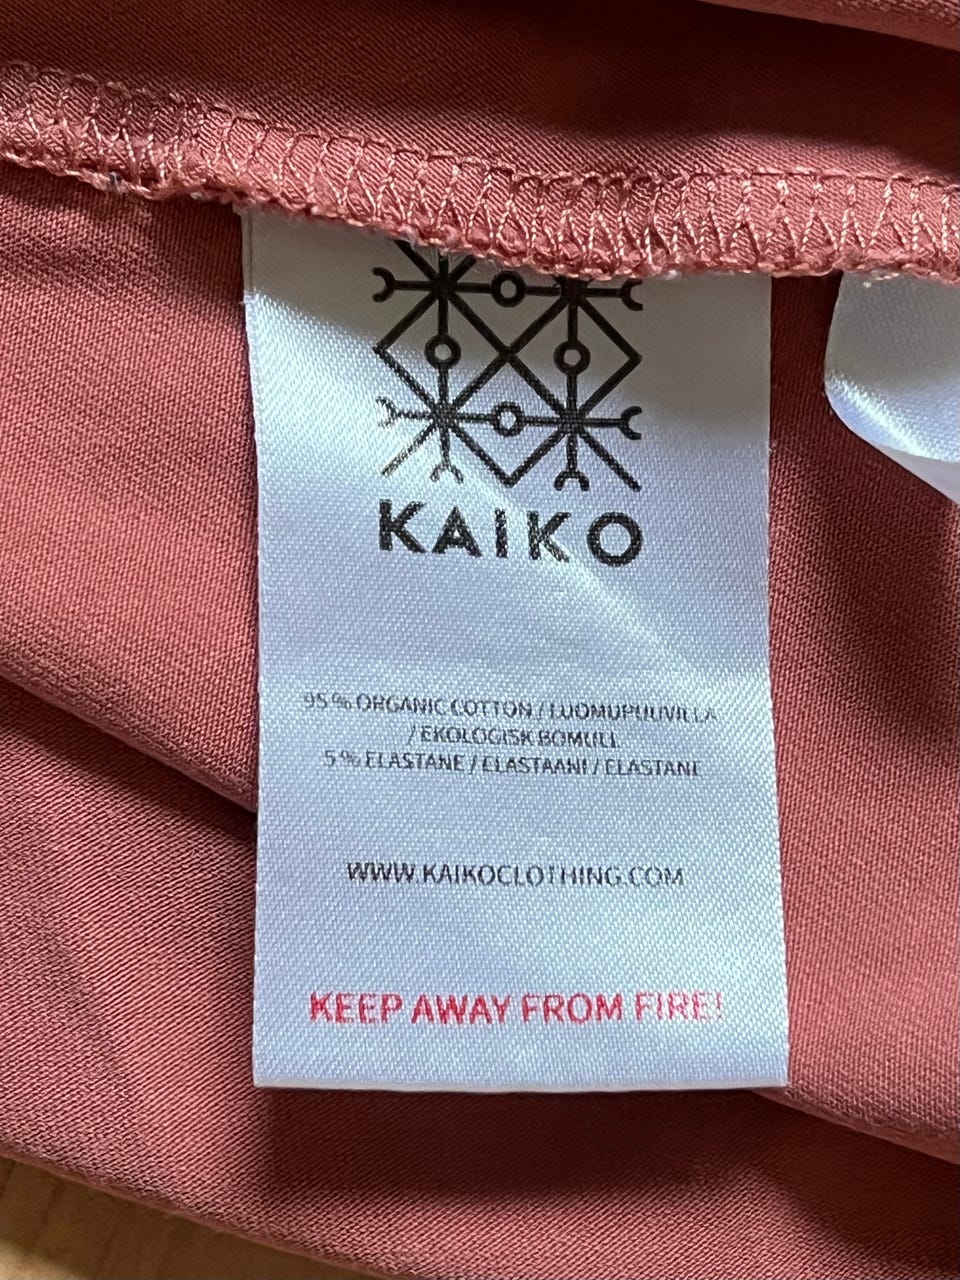 KAIKO
95% ORGANIC COTTON / LUOMUPUUVILLA
/ EKOLOGISK BOMULL
5% ELASTANE / ELASTAANI / ELASTANE
WWW.KAIKOCLOTHING.COM
KEEP AWAY FROM FIRE!